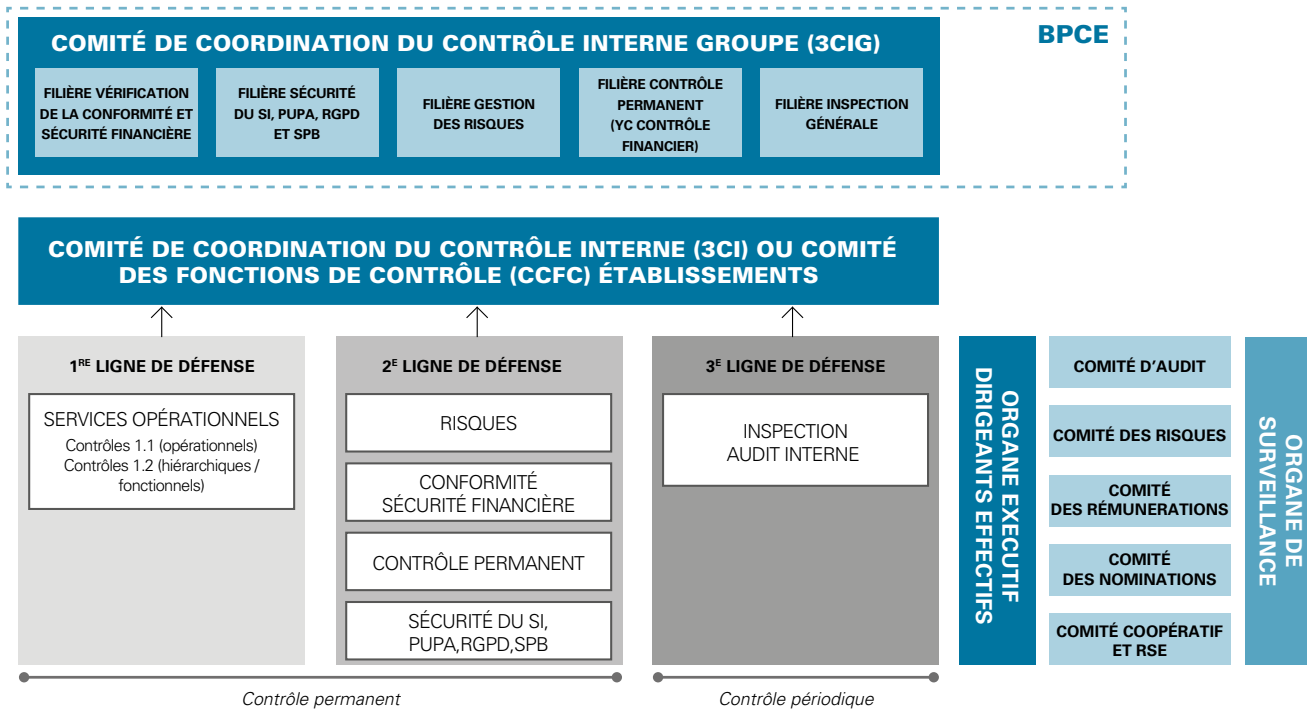 COMITÉ DE COORDINATION DU CONTRÔLE INTERNE GROUPE (3CIG)
BPCE
FILIÈRE VÉRIFICATION
DE LA CONFORMITÉ ET
SÉCURITÉ FINANCIÈRE
FILIÈRE SÉCURITÉ
DU SI, PUPA, RGPD
ET SPB
FILIÈRE GESTION
DES RISQUES
FILIÈRE CONTRÔLE
PERMANENT
(YC CONTRÔLE
FINANCIER)
FILIÈRE INSPECTION
GÉNÉRALE
COMITÉ DE COORDINATION DU CONTRÔLE INTERNE (3CI) OU COMITÉ
DES FONCTIONS DE CONTRÔLE (CCFC) ÉTABLISSEMENTS
1RE LIGNE DE DÉFENSE
SERVICES OPÉRATIONNELS
Contrôles 1.1 (opérationnels)
Contrôles 1.2 (hiérarchiques /
fonctionnels)
2E LIGNE DE DÉFENSE
RISQUES
CONFORMITÉ
SÉCURITÉ FINANCIÈRE
CONTRÔLE PERMANENT
SÉCURITÉ DU SI,
PUPA,RGPD,SPB
3E LIGNE DE DÉFENSE
INSPECTION
AUDIT INTERNE
ORGANE EXECUTIF
DIRIGEANTS EFFECTIFS
COMITÉ D'AUDIT
COMITÉ DES RISQUES
COMITÉ
DES RÉMUNERATIONS
COMITÉ
DES NOMINATIONS
COMITÉ COOPÉRATIF
ET RSE
ORGANE DE
SURVEILLANCE
Contrôle permanent
Contrôle périodique